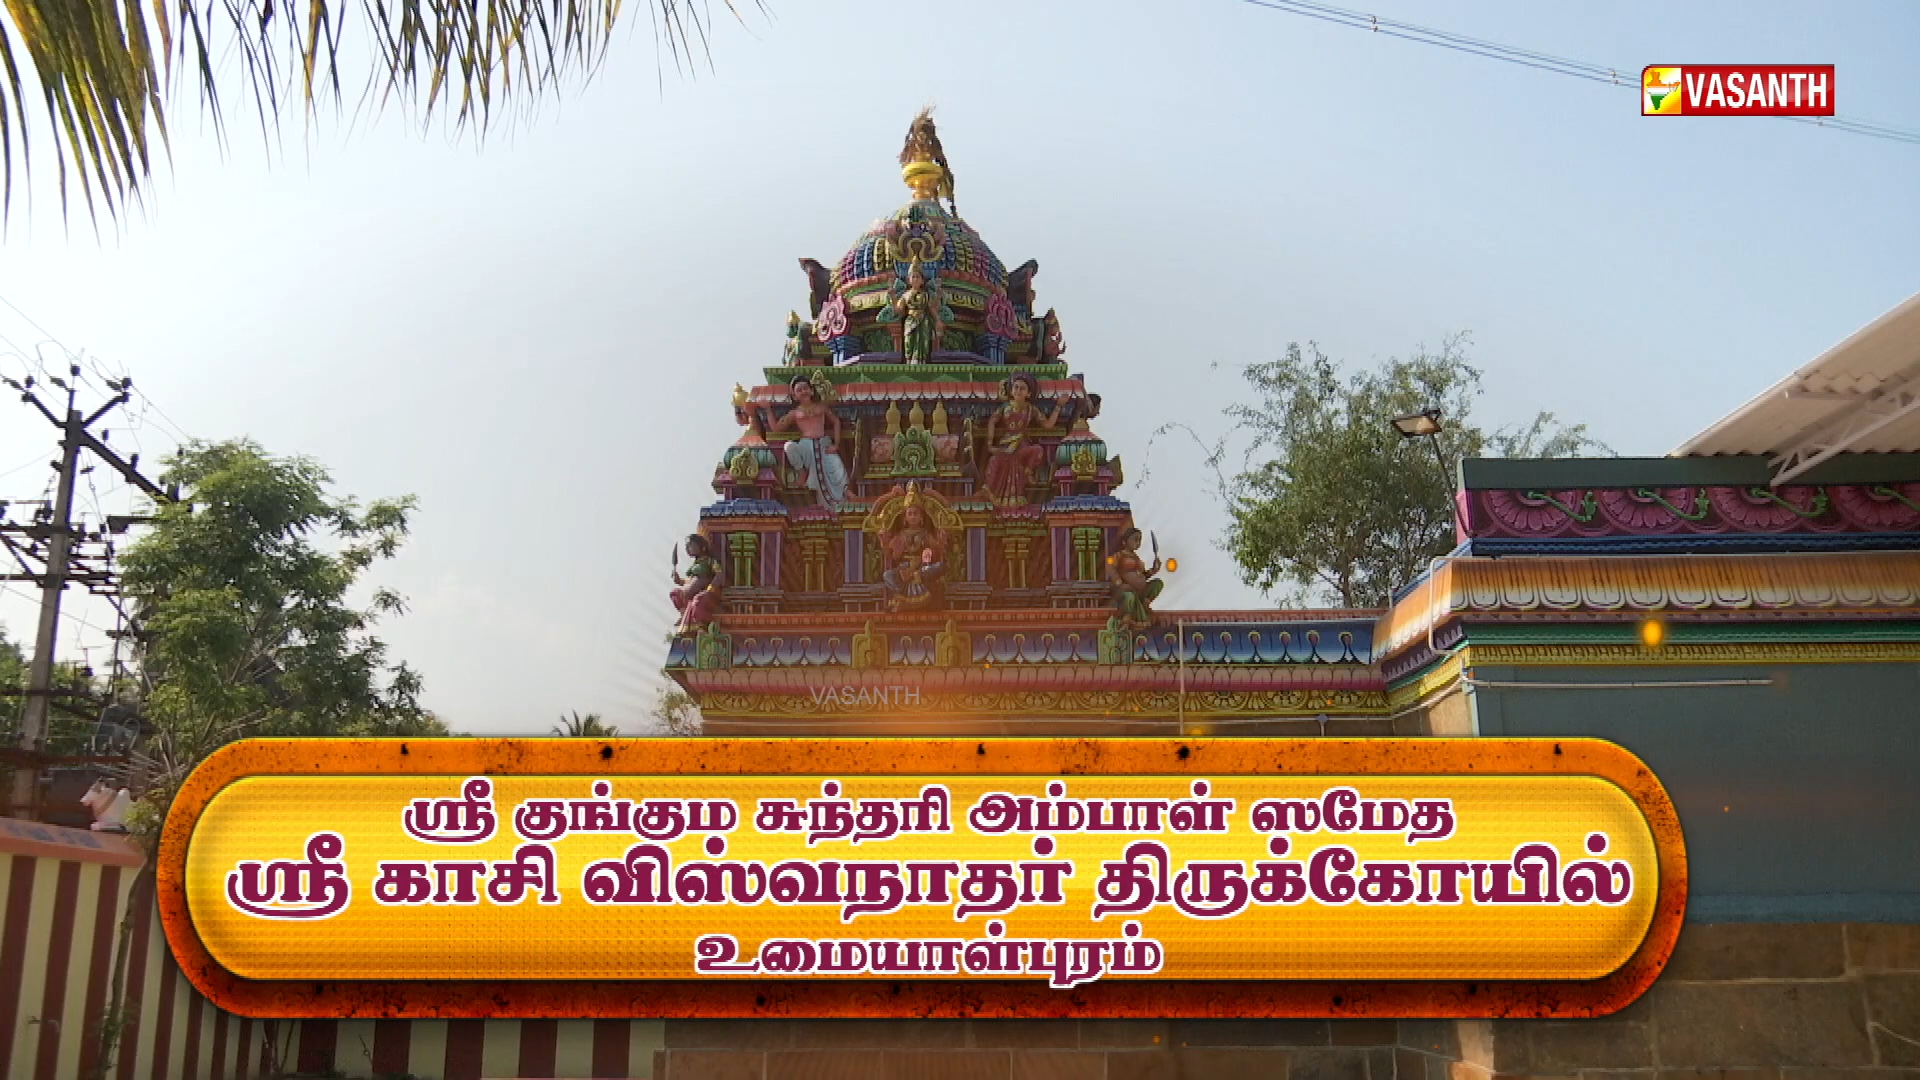 VASANTH
VASANTH
ஸ்ரீ குங்கும சுந்தரி அம்பாள் ஸமேத
ஸ்ரீ காசி விஸ்வநாதர் திருக்கோயில்
உமையாள்புரம்